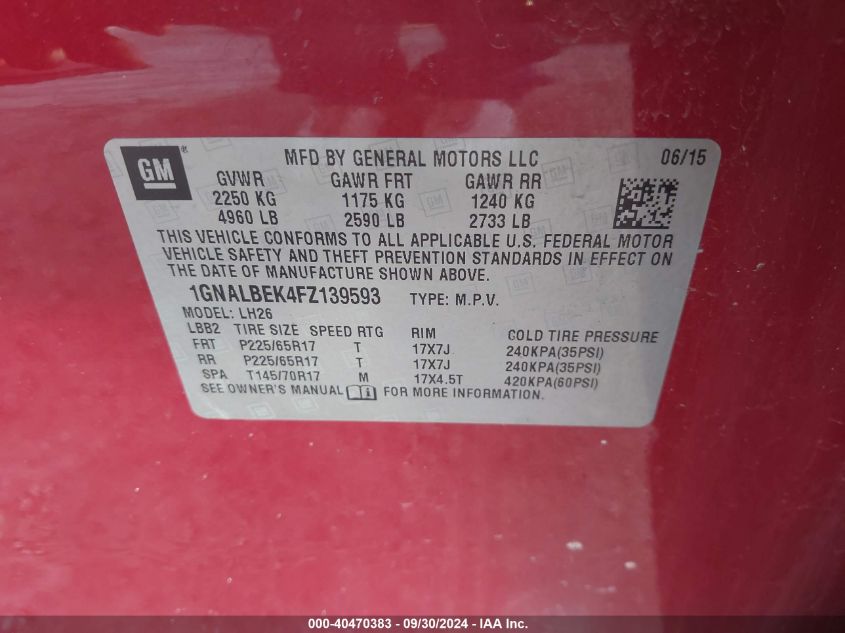 GM ® MFD BY GENERAL MOTORS LLC 06/15
GVWR GAWR FRT GAWR RR
2250 KG 1175 KG 1240 KG
4960 LB 2590 LB 2733 LB
THIS VEHICLE CONFORMS TO ALL APPLICABLE U.S. FEDERAL MOTOR
VEHICLE SAFETY AND THEFT PREVENTION STANDARDS IN EFFECT ON
THE DATE OF MANUFACTURE SHOWN ABOVE.
1GNALBEK4FZ139593 TYPE: M.P.V.
MODEL: LH26
LBB2 TIRE SIZE SPEED RTG RIM COLD TIRE PRESSURE
FRT P225/65R17 T 17X7J 240KPA(35PSI)
RR P225/65R17 T 17X7J 240KPA(35PSI)
SPA T145/70R17 M 17X4.5T 420KPA(60PSI)
SEE OWNER'S MANUAL FOR MORE INFORMATION.
000-40470383 - 09/30/2024 - IAA Inc.